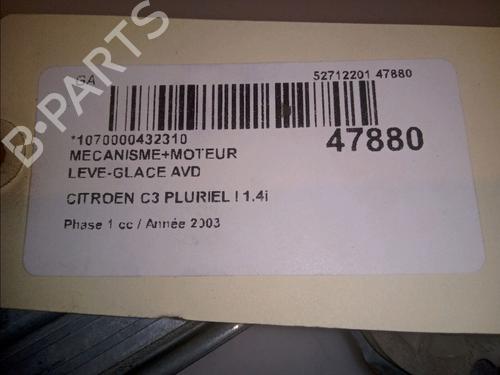 GA
52712201 47880
*1070000432310
47880
MECANISME+MOTEUR
LEVE-GLACE AVD
CITROEN C3 PLURIEL I 1.4i
Phase 1 cc / Année 2003
B-PARTS